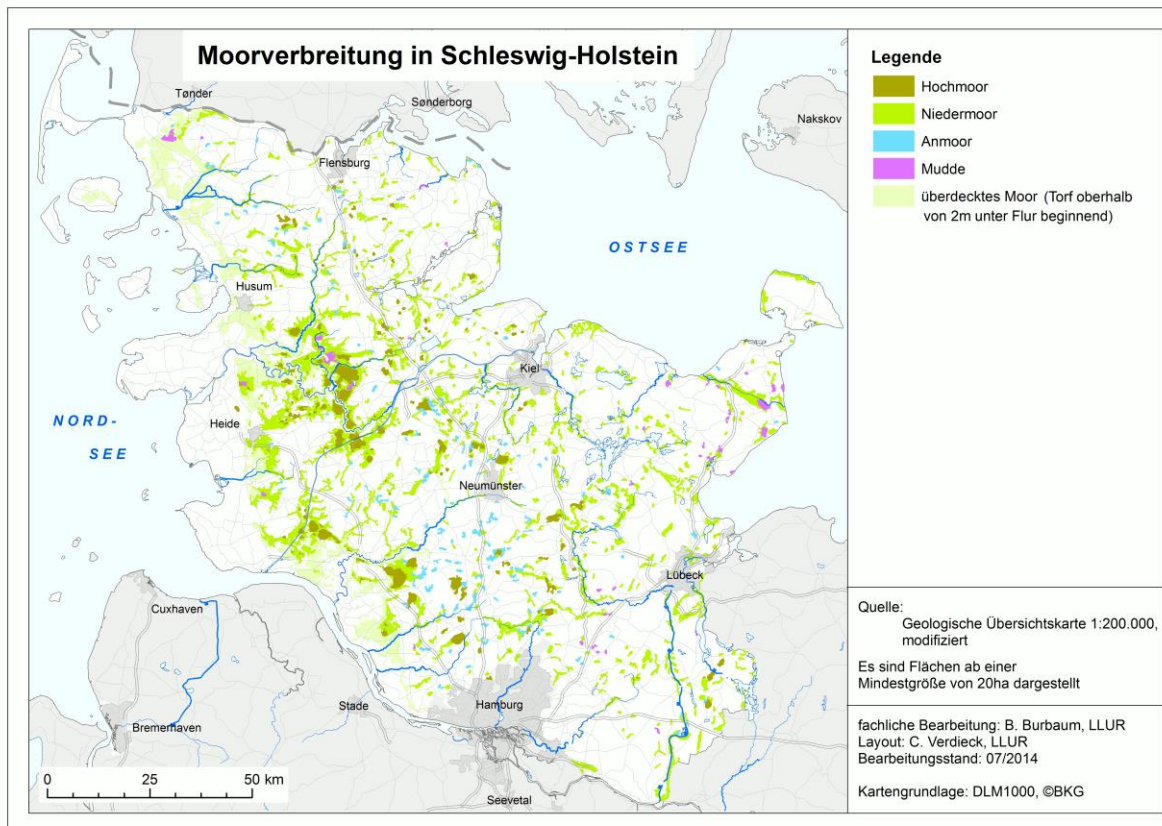 Moorverbreitung in Schleswig-Holstein
Tønder
Sønderborg
Nakskov
Flensburg
OSTSEE
Husum
Kiel
Heide
NORD-
SEE
Neumünster
Lübeck
Cuxhaven
Stade
Hamburg
Bremerhaven
Seevetal
0 25 50 km
Legende
Hochmoor
Niedermoor
Anmoor
Mudde
überdecktes Moor (Torf oberhalb
von 2m unter Flur beginnend)
Quelle:
Geologische Übersichtskarte 1:200.000,
modifiziert
Es sind Flächen ab einer
Mindestgröße von 20ha dargestellt
fachliche Bearbeitung: B. Burbaum, LLUR
Layout: C. Verdieck, LLUR
Bearbeitungsstand: 07/2014
Kartengrundlage: DLM1000, ©BKG